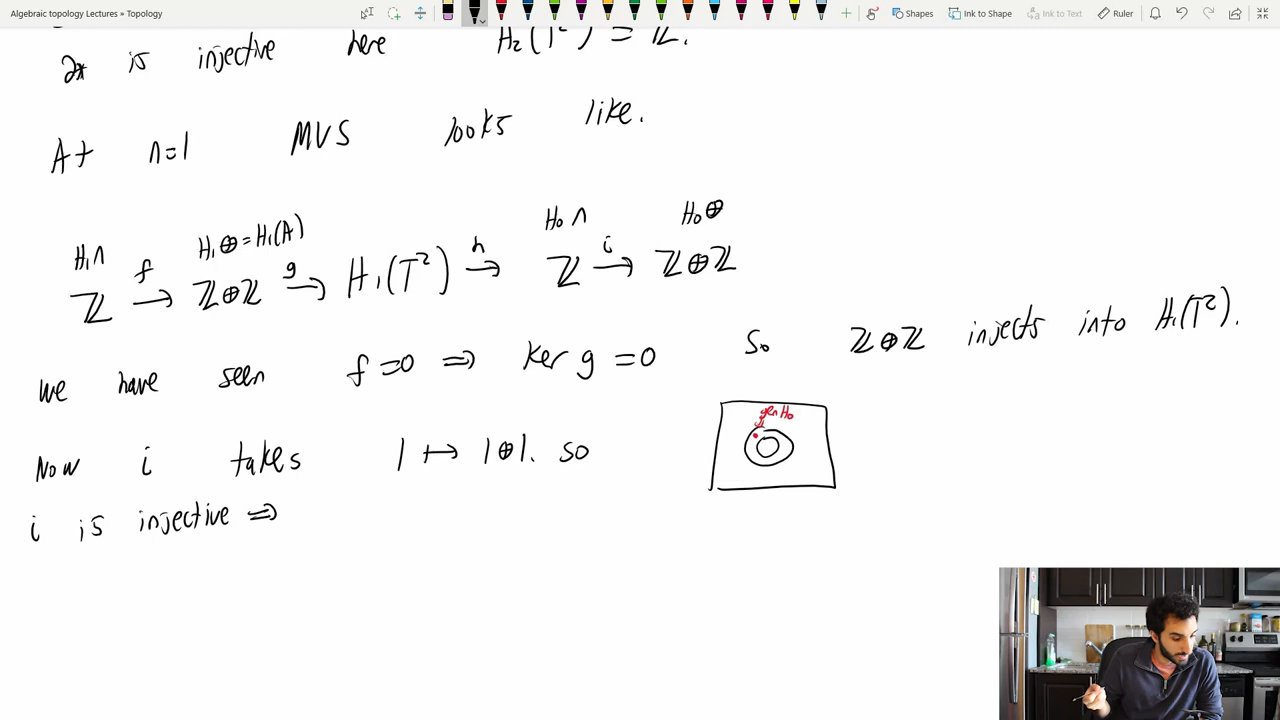 Algebraic topology Lectures » Topology
Shapes Ink to Shape Ink to Text Ruler
∂* is injective here H₂(T²) = ℤ.
At n=1 MVS looks like.
H₁∩ H₁⊕=H₁(A) H₀∩ H₀⊕
ℤ →f ℤ⊕ℤ →g H₁(T²) →h ℤ →i ℤ⊕ℤ
We have seen f=0 ⇒ Ker g =0 so ℤ⊕ℤ injects into H₁(T²).
gen H₀
Now i takes 1 ↦ 1⊕1. so
i is injective ⇒